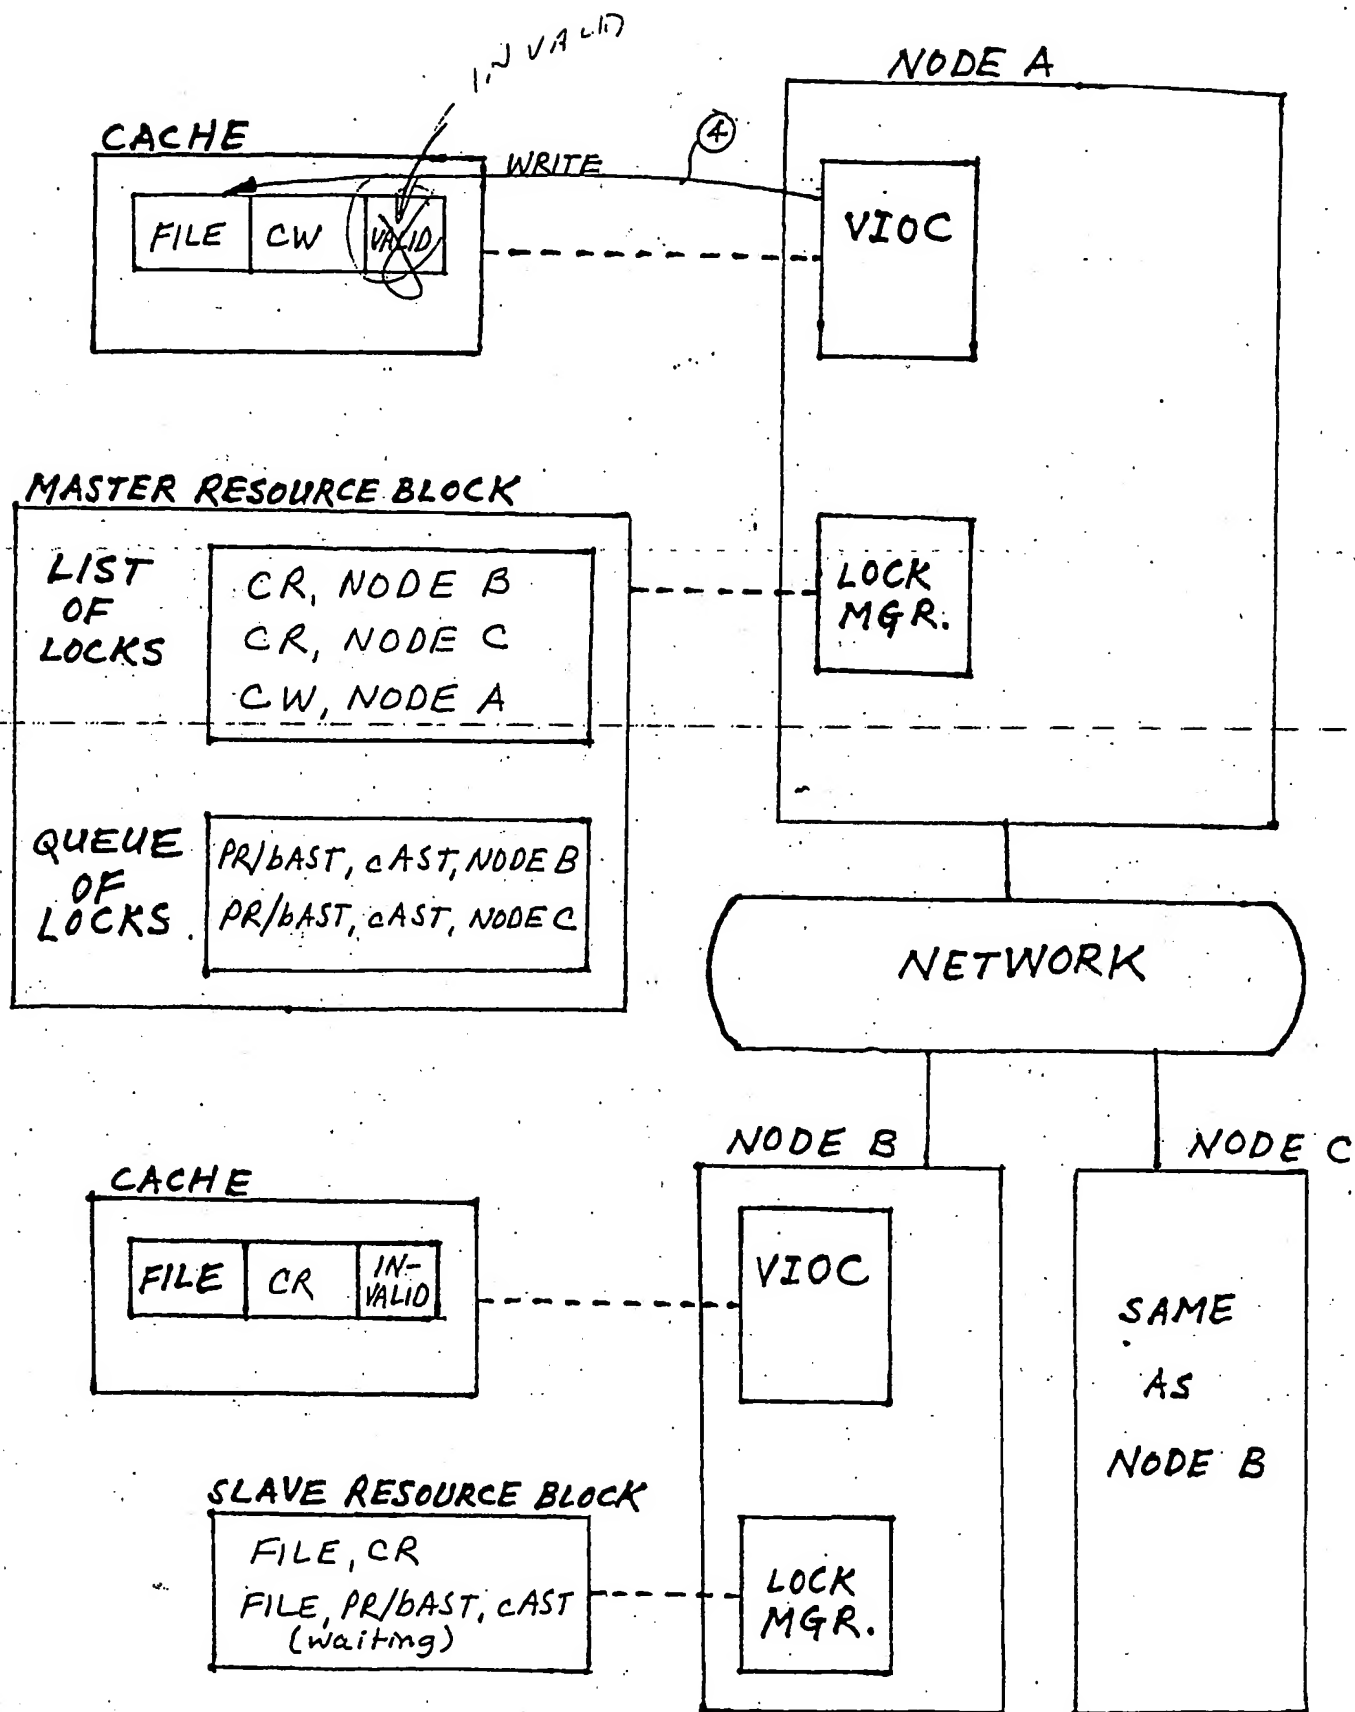 INVALID
NODE A
CACHE
WRITE
4
FILE CW VALID
VIOC
MASTER RESOURCE BLOCK
LIST
OF
LOCKS
CR, NODE B
CR, NODE C
CW, NODE A
LOCK
MGR.
QUEUE
OF
LOCKS
PR/bAST, cAST, NODE B
PR/bAST, cAST, NODE C
NETWORK
NODE B
NODE C
CACHE
FILE CR IN-
VALID
VIOC
SAME
AS
NODE B
SLAVE RESOURCE BLOCK
FILE, CR
FILE, PR/bAST, cAST
(waiting)
LOCK
MGR.